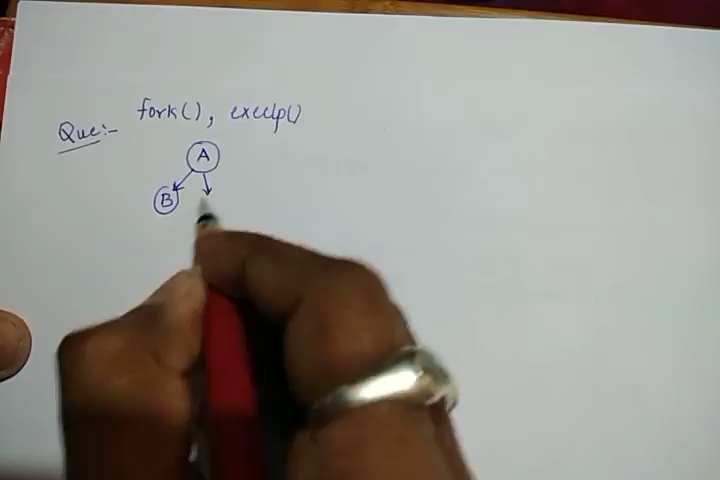 Que:- fork(), execlp()
A
B